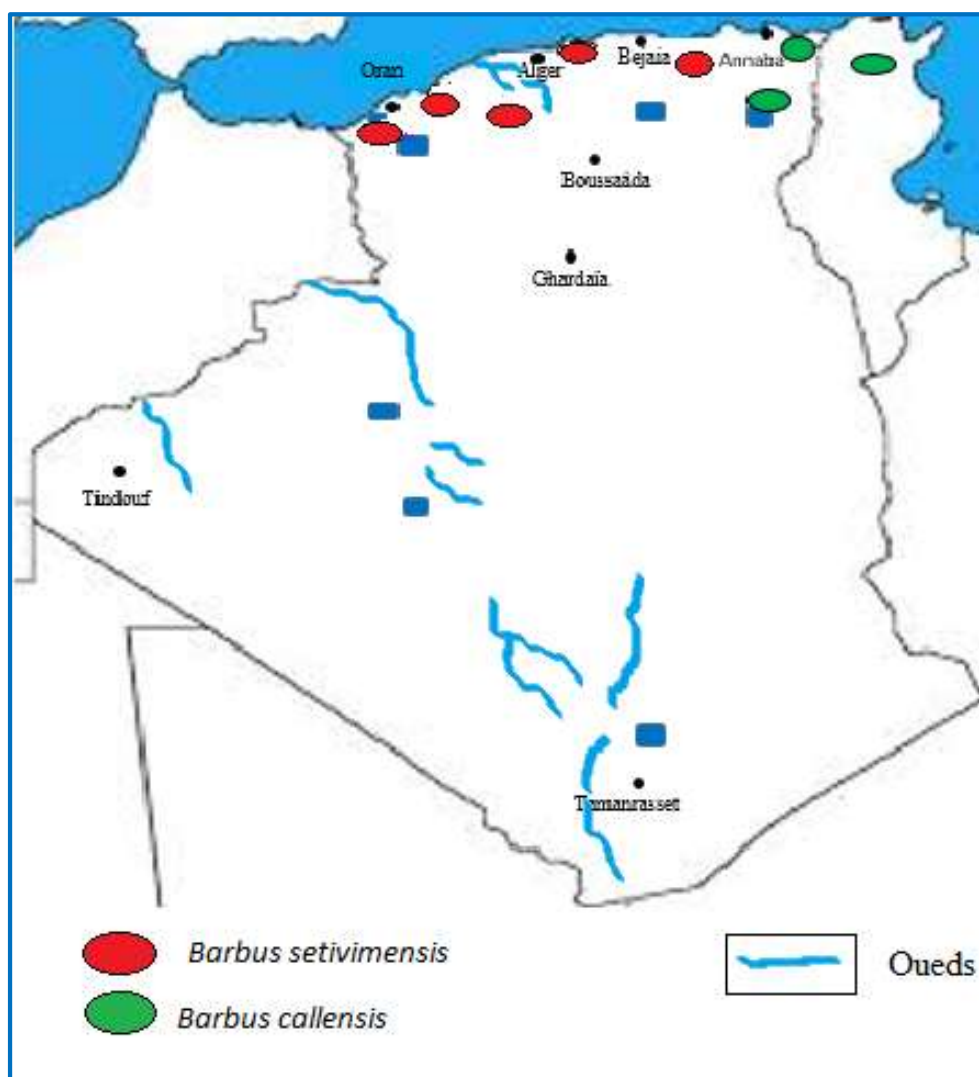 Oran
Alger
Bejaia
Annaba
Boussaâda
Ghardaïa
Tindouf
Tamanrasset
Barbus setivimensis
Barbus callensis
Oueds